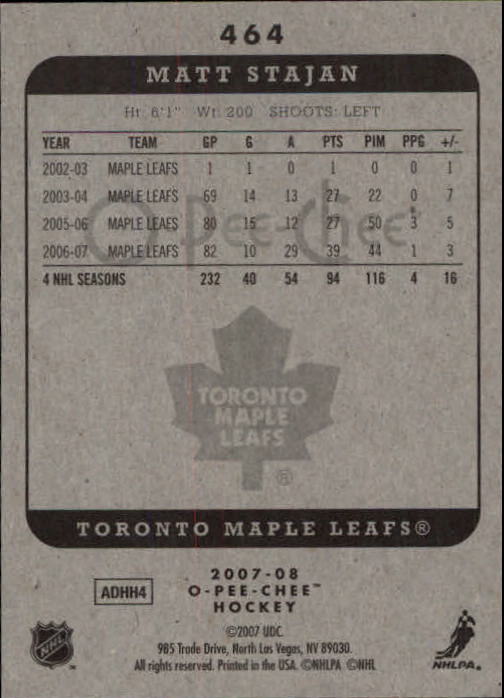 464
MATT STAJAN
Ht: 6'1" Wt: 200 SHOOTS: LEFT
YEAR TEAM GP G A PTS PIM PPG +/-
2002-03 MAPLE LEAFS 1 1 0 1 0 0 1
2003-04 MAPLE LEAFS 69 14 13 27 22 0 7
2005-06 MAPLE LEAFS 80 15 12 27 50 3 5
2006-07 MAPLE LEAFS 82 10 29 39 44 1 3
4 NHL SEASONS 232 40 54 94 116 4 16
O-Pee-Chee
TORONTO
MAPLE
LEAFS
®
TORONTO MAPLE LEAFS®
2007-08
ADHH4
O-PEE-CHEE™
HOCKEY
©2007 UDC
985 Trade Drive, North Las Vegas, NV 89030.
All rights reserved. Printed in the USA. ©NHLPA ©NHL
NHL
NHLPA.